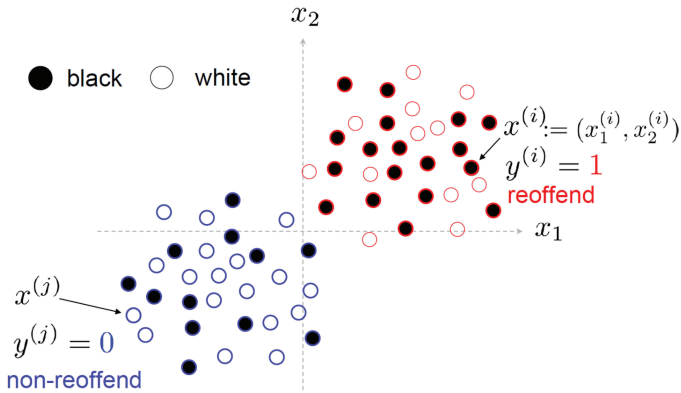 x₂
black white
x⁽ⁱ⁾ := (x₁⁽ⁱ⁾, x₂⁽ⁱ⁾)
y⁽ⁱ⁾ = 1
reoffend
x₁
x⁽ʲ⁾
y⁽ʲ⁾ = 0
non-reoffend